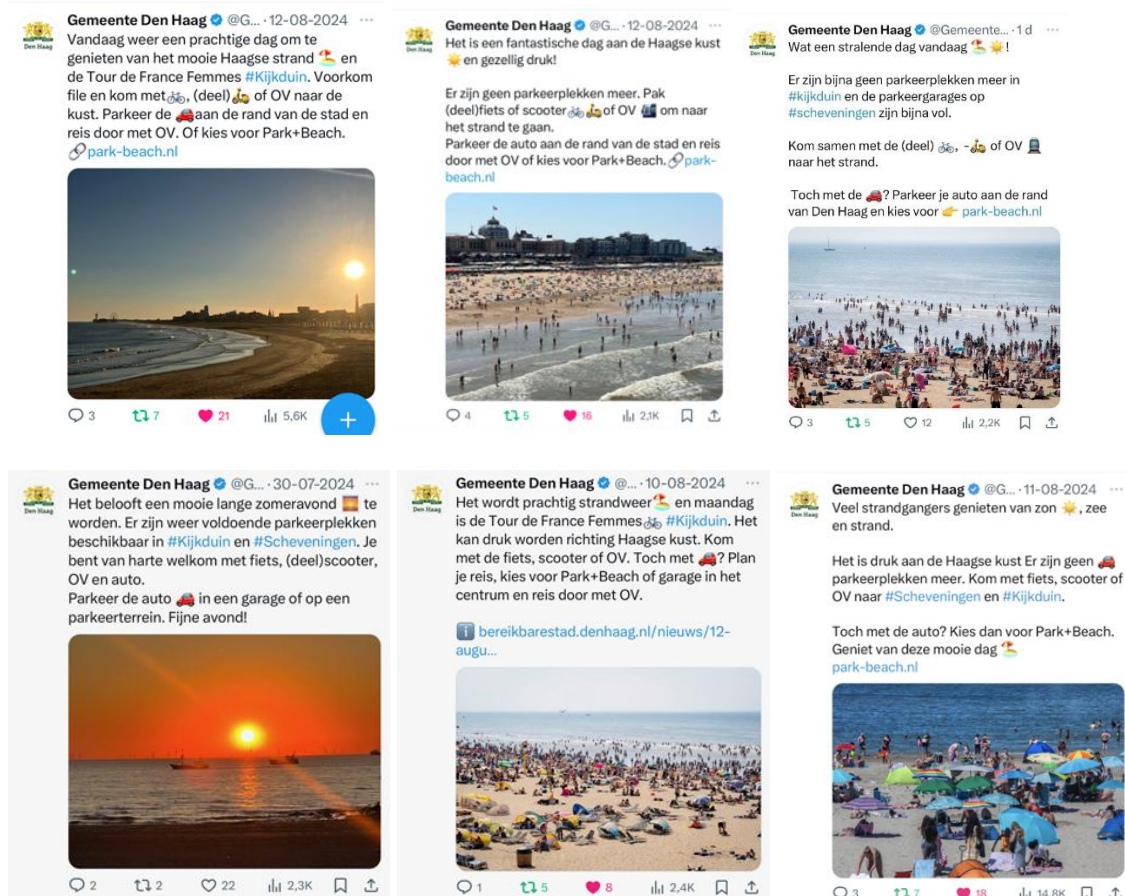 Gemeente Den Haag @G... · 12-08-2024 ...
Vandaag weer een prachtige dag om te
genieten van het mooie Haagse strand 🏖️ en
de Tour de France Femmes #Kijkduin. Voorkom
file en kom met🚲, (deel)🛵 of OV naar de
kust. Parkeer de 🚗aan de rand van de stad en
reis door met OV. Of kies voor Park+Beach.
🔗park-beach.nl
Den Haag
3 7 21 5,6K
Gemeente Den Haag @G... · 12-08-2024 ...
Het is een fantastische dag aan de Haagse kust
☀️en gezellig druk!
Er zijn geen parkeerplekken meer. Pak
(deel)fiets of scooter🚲🛵of OV 🚋 om naar
het strand te gaan.
Parkeer de auto aan de rand van de stad en reis
door met OV of kies voor Park+Beach.🔗park-
beach.nl
Den Haag
4 5 16 2,1K
Gemeente Den Haag @Gemeente... · 1 d ...
Wat een stralende dag vandaag 🏖️☀️!
Er zijn bijna geen parkeerplekken meer in
#kijkduin en de parkeergarages op
#scheveningen zijn bijna vol.
Kom samen met de (deel) 🚲, -🛵 of OV 🚊
naar het strand.
Toch met de 🚗? Parkeer je auto aan de rand
van Den Haag en kies voor 👉 park-beach.nl
Den Haag
3 5 12 2,2K
Gemeente Den Haag @G... · 30-07-2024 ...
Het belooft een mooie lange zomeravond 🌅 te
worden. Er zijn weer voldoende parkeerplekken
beschikbaar in #Kijkduin en #Scheveningen. Je
bent van harte welkom met fiets, (deel)scooter,
OV en auto.
Parkeer de auto 🚗 in een garage of op een
parkeerterrein. Fijne avond!
Den Haag
2 2 22 2,3K
Gemeente Den Haag @... · 10-08-2024 ...
Het wordt prachtig strandweer🏖️ en maandag
is de Tour de France Femmes🚲 #Kijkduin. Het
kan druk worden richting Haagse kust. Kom
met de fiets, scooter of OV. Toch met 🚗? Plan
je reis, kies voor Park+Beach of garage in het
centrum en reis door met OV.
ℹ️ bereikbarestad.denhaag.nl/nieuws/12-
augu...
Den Haag
1 5 8 2,4K
Gemeente Den Haag @G... · 11-08-2024 ...
Veel strandgangers genieten van zon ☀️, zee
en strand.
Het is druk aan de Haagse kust Er zijn geen 🚗
parkeerplekken meer. Kom met fiets, scooter of
OV naar #Scheveningen en #Kijkduin.
Toch met de auto? Kies dan voor Park+Beach.
Geniet van deze mooie dag 🏖️
park-beach.nl
Den Haag
3 7 18 14,8K